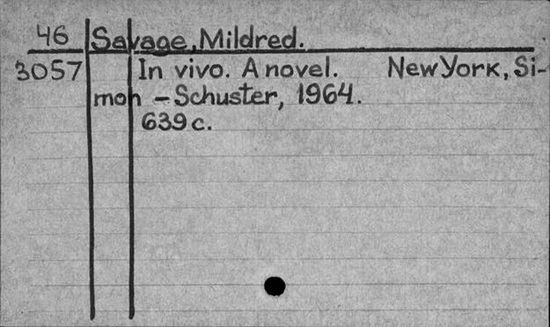 46 Savage, Mildred.
3057 In vivo. A novel. New York, Si-
mon – Schuster, 1964.
639 c.